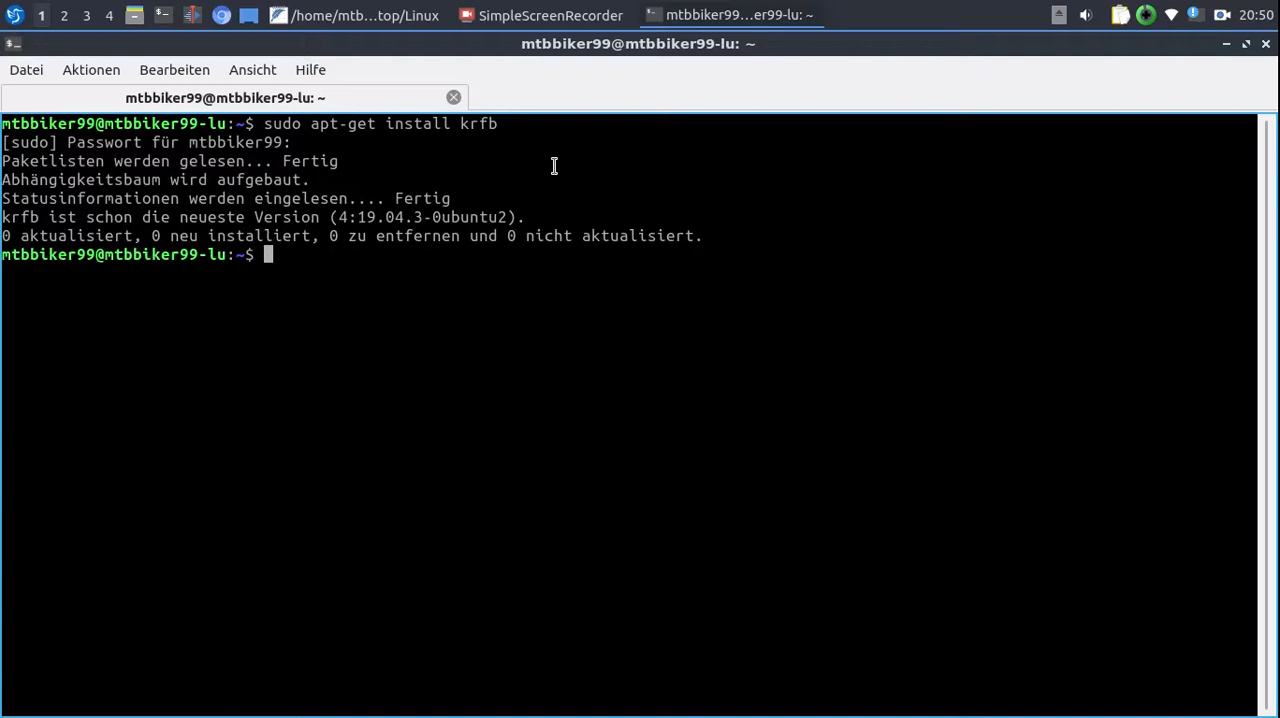 1 2 3 4 /home/mtb...top/Linux SimpleScreenRecorder mtbbiker99...er99-lu: ~ 20:50
mtbbiker99@mtbbiker99-lu: ~
Datei Aktionen Bearbeiten Ansicht Hilfe
mtbbiker99@mtbbiker99-lu: ~
mtbbiker99@mtbbiker99-lu:~$ sudo apt-get install krfb
[sudo] Passwort für mtbbiker99:
Paketlisten werden gelesen... Fertig
Abhängigkeitsbaum wird aufgebaut.
Statusinformationen werden eingelesen.... Fertig
krfb ist schon die neueste Version (4:19.04.3-0ubuntu2).
0 aktualisiert, 0 neu installiert, 0 zu entfernen und 0 nicht aktualisiert.
mtbbiker99@mtbbiker99-lu:~$